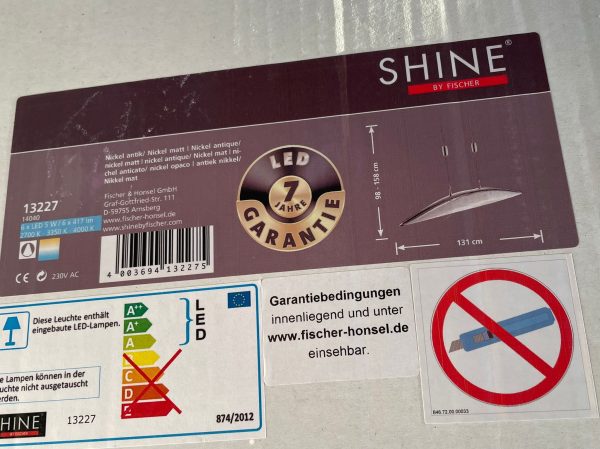 SHINE®
BY FISCHER
Nickel antik/ Nickel matt | Nickel antique/
nickel matt | nickel antique/ Nickel mat | ni-
chel anticato/ nickel opaco | antiek nikkel/
Nikkel mat
13227
14040
6 x LED 5 W / 6 x 417 lm
2700 K 3350 K 4000 K
Fischer & Honsel GmbH
Graf-Gottfried-Str. 111
D-59755 Arnsberg
www.fischer-honsel.de
www.shinebyfischer.com
CE 230V AC
4 003694 132275
LED
7
JAHRE
GARANTIE
98 - 158 cm
131 cm
Diese Leuchte enthält
eingebaute LED-Lampen.
A++
A+
A
B
C
D
E
LED
e Lampen können in der
uchte nicht ausgetauscht
erden.
SHINE
BY FISCHER
13227
874/2012
Garantiebedingungen
innenliegend und unter
www.fischer-honsel.de
einsehbar.
846.72.00.00033